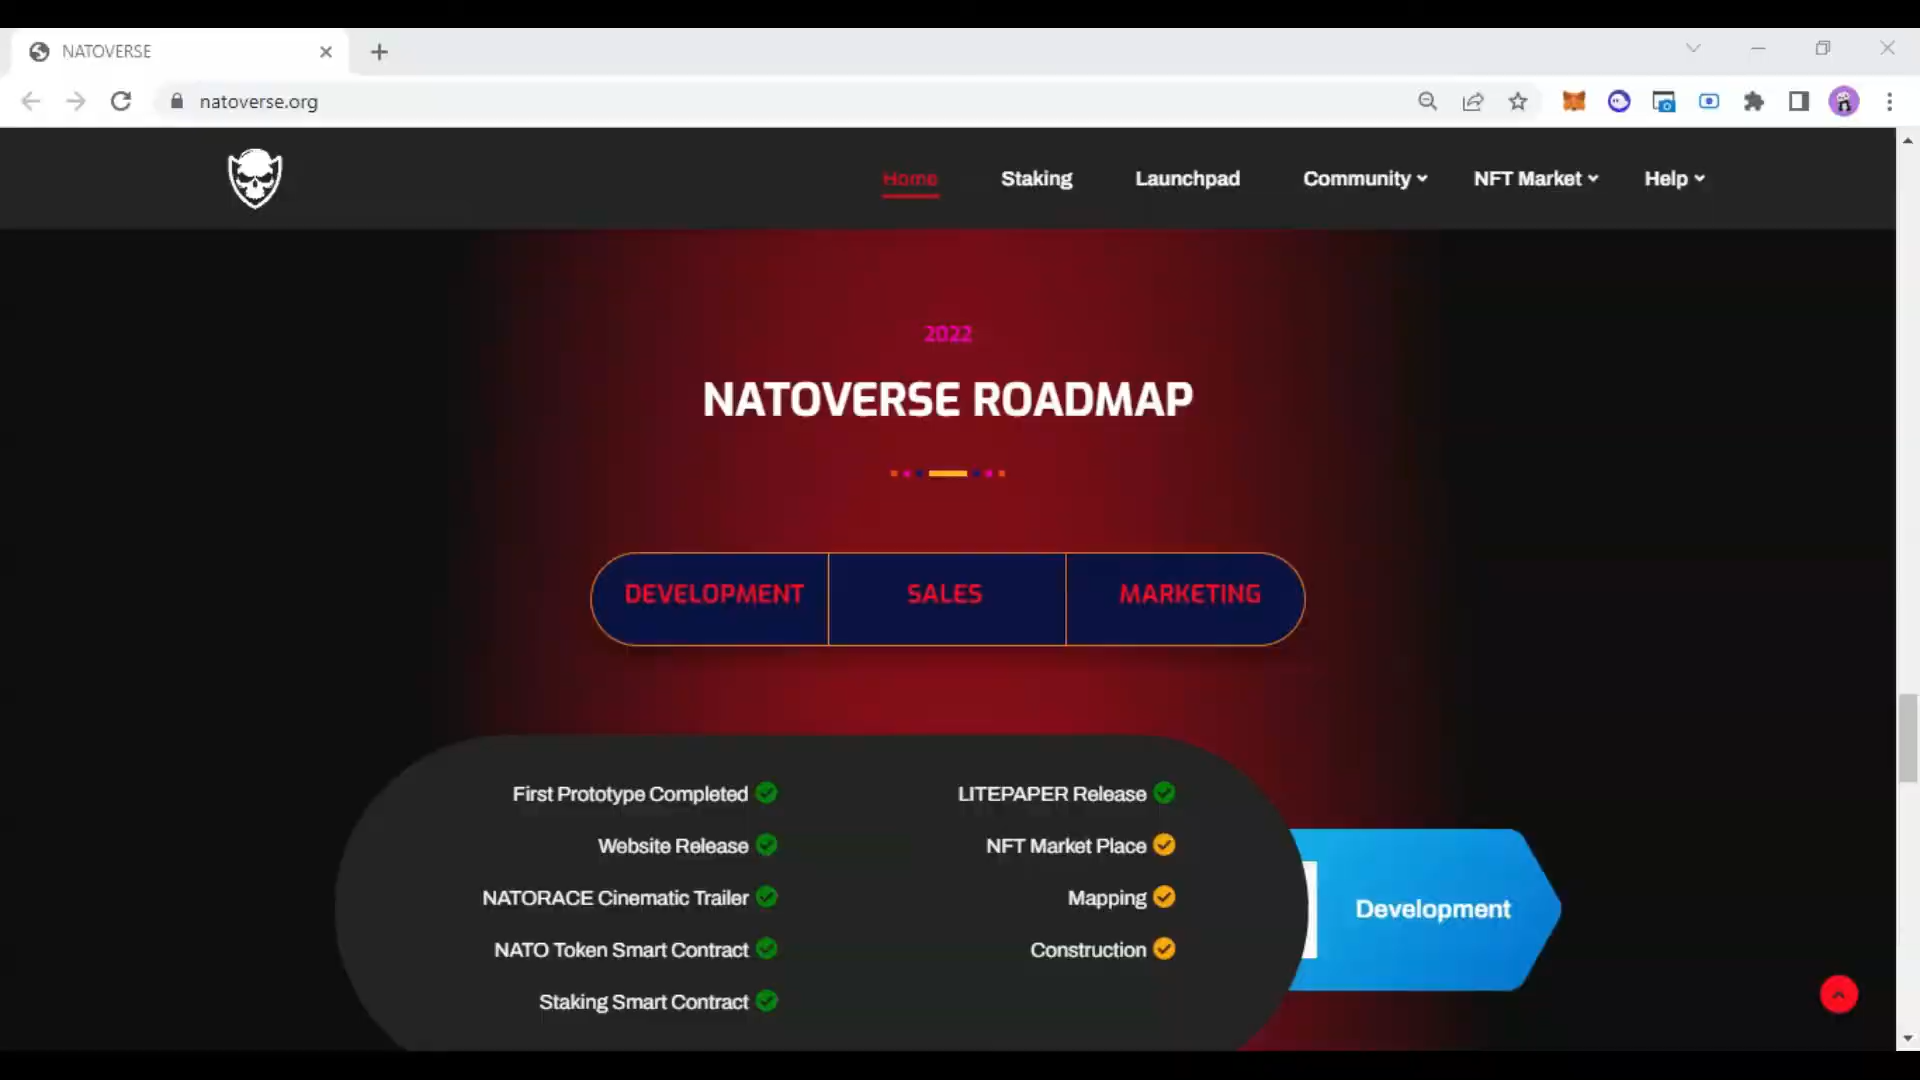 NATOVERSE
natoverse.org
Home Staking Launchpad Community NFT Market Help
2022
NATOVERSE ROADMAP
DEVELOPMENT SALES MARKETING
First Prototype Completed
Website Release
NATORACE Cinematic Trailer
NATO Token Smart Contract
Staking Smart Contract
LITEPAPER Release
NFT Market Place
Mapping
Construction
Development